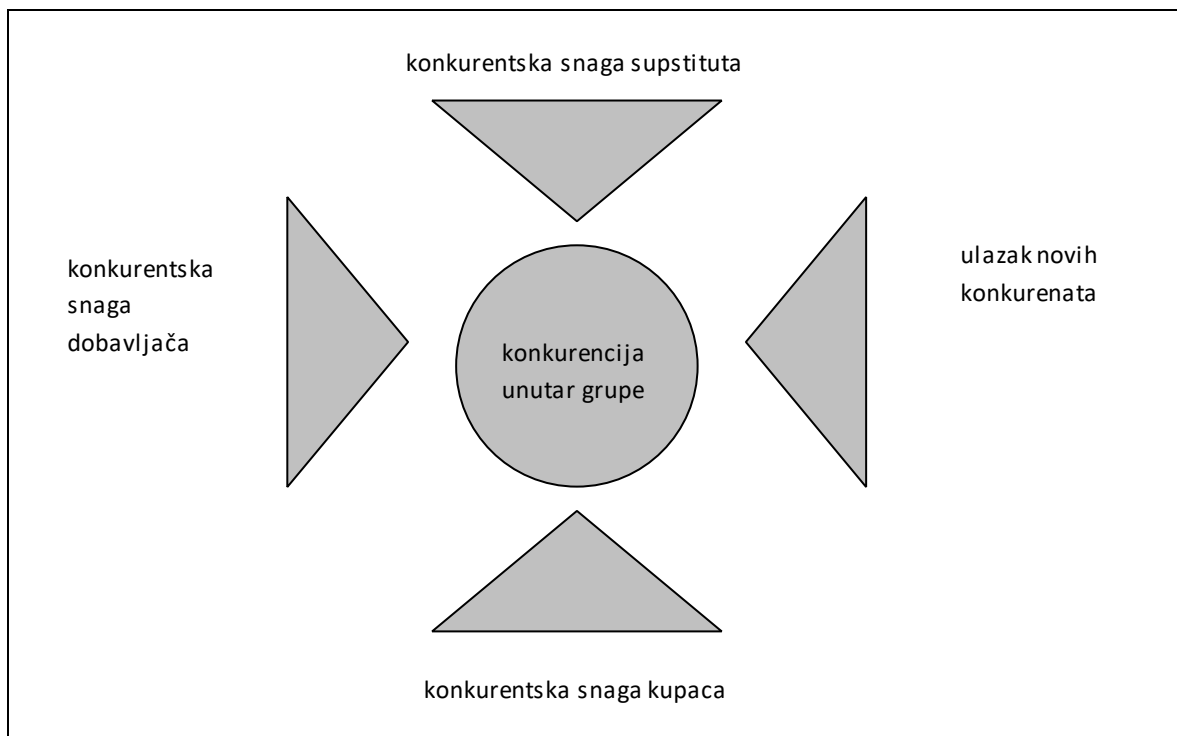 konkurentska snaga supstituta
konkurentska
snaga
dobavljača
konkurencija
unutar grupe
ulazak novih
konkurenata
konkurentska snaga kupaca